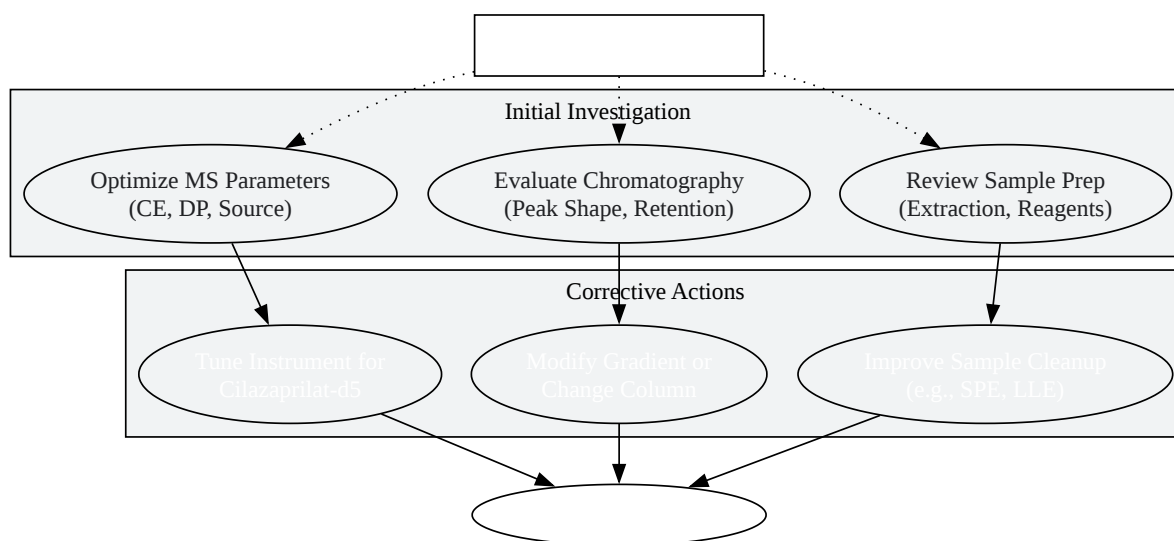 Initial Investigation
Optimize MS Parameters
(CE, DP, Source)
Evaluate Chromatography
(Peak Shape, Retention)
Review Sample Prep
(Extraction, Reagents)
Corrective Actions
Tune Instrument for
Cilazaprilat-d5
Modify Gradient or
Change Column
Improve Sample Cleanup
(e.g., SPE, LLE)